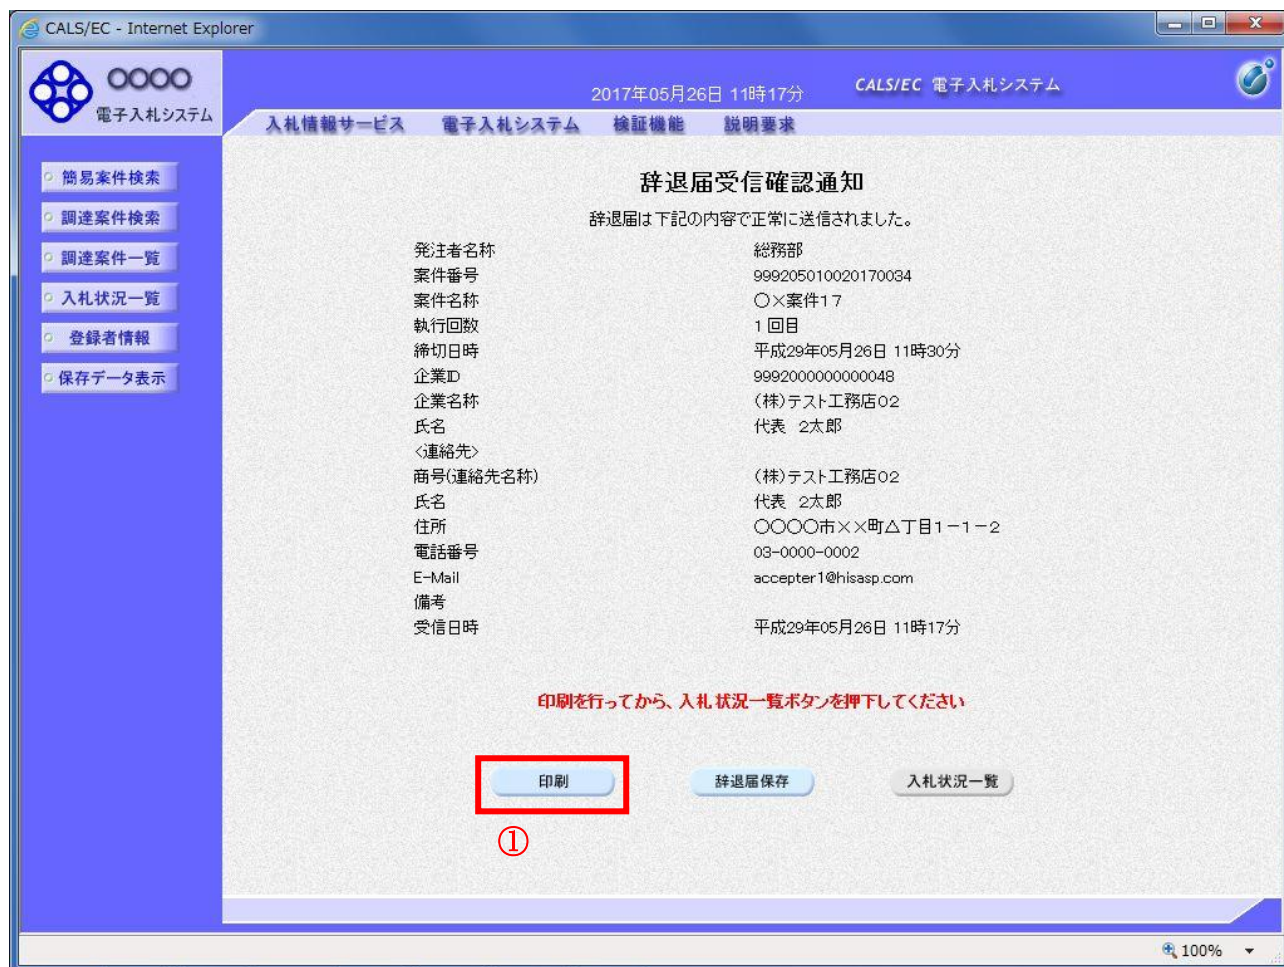 CALS/EC - Internet Explorer
〇〇〇〇
電子入札システム
2017年05月26日 11時17分
CALS/EC 電子入札システム
入札情報サービス 電子入札システム 検証機能 説明要求
簡易案件検索
調達案件検索
調達案件一覧
入札状況一覧
登録者情報
保存データ表示
辞退届受信確認通知
辞退届は下記の内容で正常に送信されました。
発注者名称 総務部
案件番号 999205010020170034
案件名称 〇×案件17
執行回数 1回目
締切日時 平成29年05月26日 11時30分
企業ID 9992000000000048
企業名称 (株)テスト工務店02
氏名 代表 2太郎
<連絡先>
商号(連絡先名称) (株)テスト工務店02
氏名 代表 2太郎
住所 〇〇〇〇市××町△丁目1-1-2
電話番号 03-0000-0002
E-Mail accepter1@hisasp.com
備考
受信日時 平成29年05月26日 11時17分
印刷を行ってから、入札状況一覧ボタンを押下してください
印刷 辞退届保存 入札状況一覧
①
100%